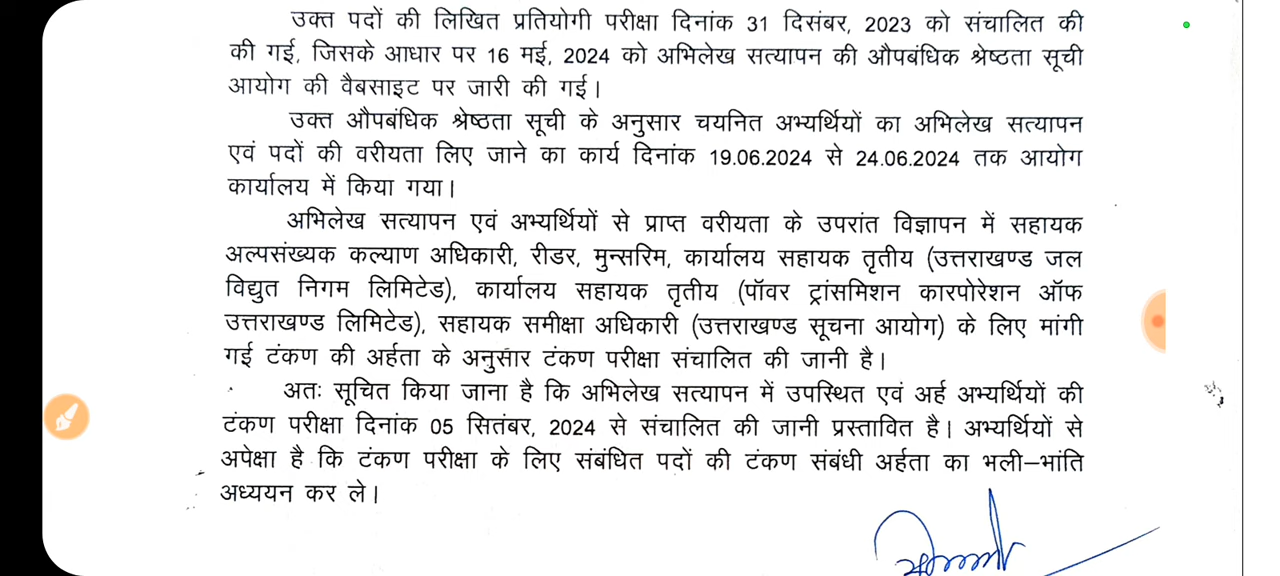 उक्त पदों की लिखित प्रतियोगी परीक्षा दिनांक 31 दिसंबर, 2023 को संचालित की
की गई, जिसके आधार पर 16 मई, 2024 को अभिलेख सत्यापन की औपबंधिक श्रेष्ठता सूची
आयोग की वैबसाइट पर जारी की गई।
उक्त औपबंधिक श्रेष्ठता सूची के अनुसार चयनित अभ्यर्थियों का अभिलेख सत्यापन
एवं पदों की वरीयता लिए जाने का कार्य दिनांक 19.06.2024 से 24.06.2024 तक आयोग
कार्यालय में किया गया।
अभिलेख सत्यापन एवं अभ्यर्थियों से प्राप्त वरीयता के उपरांत विज्ञापन में सहायक
अल्पसंख्यक कल्याण अधिकारी, रीडर, मुन्सरिम, कार्यालय सहायक तृतीय (उत्तराखण्ड जल
विद्युत निगम लिमिटेड), कार्यालय सहायक तृतीय (पॉवर ट्रांसमिशन कारपोरेशन ऑफ
उत्तराखण्ड लिमिटेड), सहायक समीक्षा अधिकारी (उत्तराखण्ड सूचना आयोग) के लिए मांगी
गई टंकण की अर्हता के अनुसार टंकण परीक्षा संचालित की जानी है।
अतः सूचित किया जाना है कि अभिलेख सत्यापन में उपस्थित एवं अर्ह अभ्यर्थियों की
टंकण परीक्षा दिनांक 05 सितंबर, 2024 से संचालित की जानी प्रस्तावित है। अभ्यर्थियों से
अपेक्षा है कि टंकण परीक्षा के लिए संबंधित पदों की टंकण संबंधी अर्हता का भली–भांति
अध्ययन कर ले।